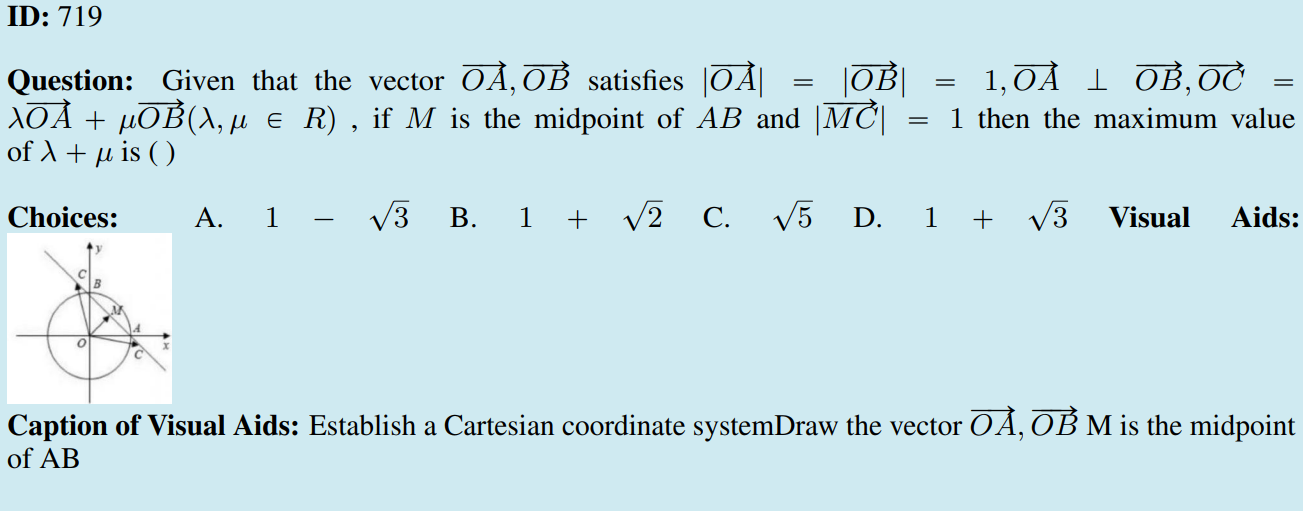 ID: 719
Question: Given that the vector $\overrightarrow{OA}, \overrightarrow{OB}$ satisfies $|\overrightarrow{OA}| = |\overrightarrow{OB}| = 1, \overrightarrow{OA} \perp \overrightarrow{OB}, \overrightarrow{OC} =$
$\lambda\overrightarrow{OA} + \mu\overrightarrow{OB}(\lambda, \mu \in R)$ , if $M$ is the midpoint of $AB$ and $|\overrightarrow{MC}| = 1$ then the maximum value
of $\lambda + \mu$ is ( )
Choices: A. $1 - \sqrt{3}$ B. $1 + \sqrt{2}$ C. $\sqrt{5}$ D. $1 + \sqrt{3}$ Visual Aids:
y
C
B
M
A
O
C
x
Caption of Visual Aids: Establish a Cartesian coordinate systemDraw the vector $\overrightarrow{OA}, \overrightarrow{OB}$ M is the midpoint
of AB